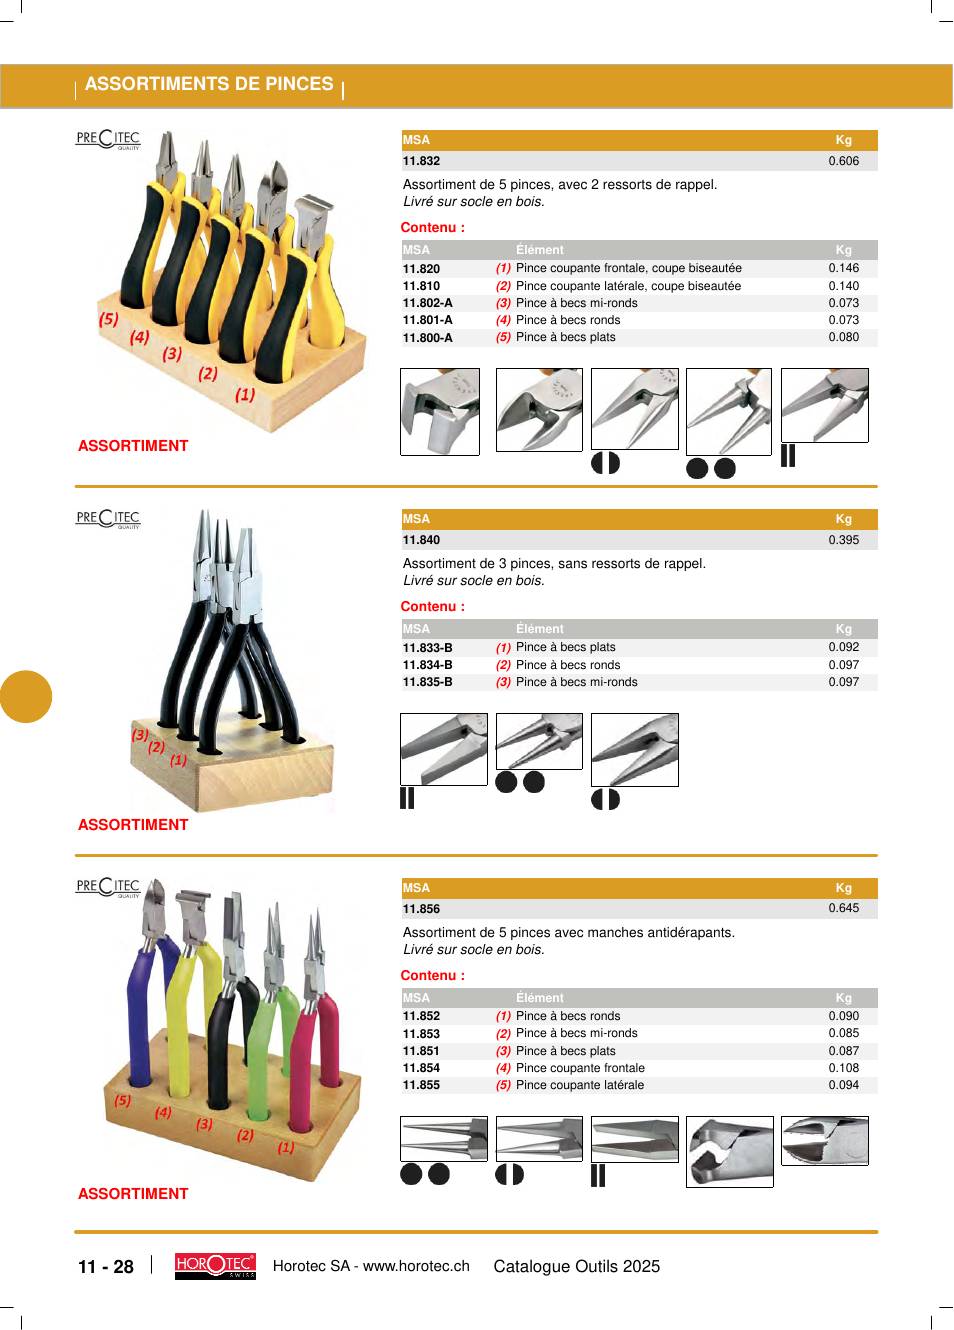 ASSORTIMENTS DE PINCES
PRECITEC
QUALITY
(5)
(4)
(3)
(2)
(1)
ASSORTIMENT
MSA Kg
11.832 0.606
Assortiment de 5 pinces, avec 2 ressorts de rappel.
Livré sur socle en bois.
Contenu :
MSA Élément Kg
11.820 (1) Pince coupante frontale, coupe biseautée 0.146
11.810 (2) Pince coupante latérale, coupe biseautée 0.140
11.802-A (3) Pince à becs mi-ronds 0.073
11.801-A (4) Pince à becs ronds 0.073
11.800-A (5) Pince à becs plats 0.080
PRECITEC
QUALITY
(3)
(2)
(1)
ASSORTIMENT
MSA Kg
11.840 0.395
Assortiment de 3 pinces, sans ressorts de rappel.
Livré sur socle en bois.
Contenu :
MSA Élément Kg
11.833-B (1) Pince à becs plats 0.092
11.834-B (2) Pince à becs ronds 0.097
11.835-B (3) Pince à becs mi-ronds 0.097
PRECITEC
QUALITY
(5)
(4)
(3)
(2)
(1)
ASSORTIMENT
MSA Kg
11.856 0.645
Assortiment de 5 pinces avec manches antidérapants.
Livré sur socle en bois.
Contenu :
MSA Élément Kg
11.852 (1) Pince à becs ronds 0.090
11.853 (2) Pince à becs mi-ronds 0.085
11.851 (3) Pince à becs plats 0.087
11.854 (4) Pince coupante frontale 0.108
11.855 (5) Pince coupante latérale 0.094
11 - 28 HOROTEC® SWISS Horotec SA - www.horotec.ch Catalogue Outils 2025